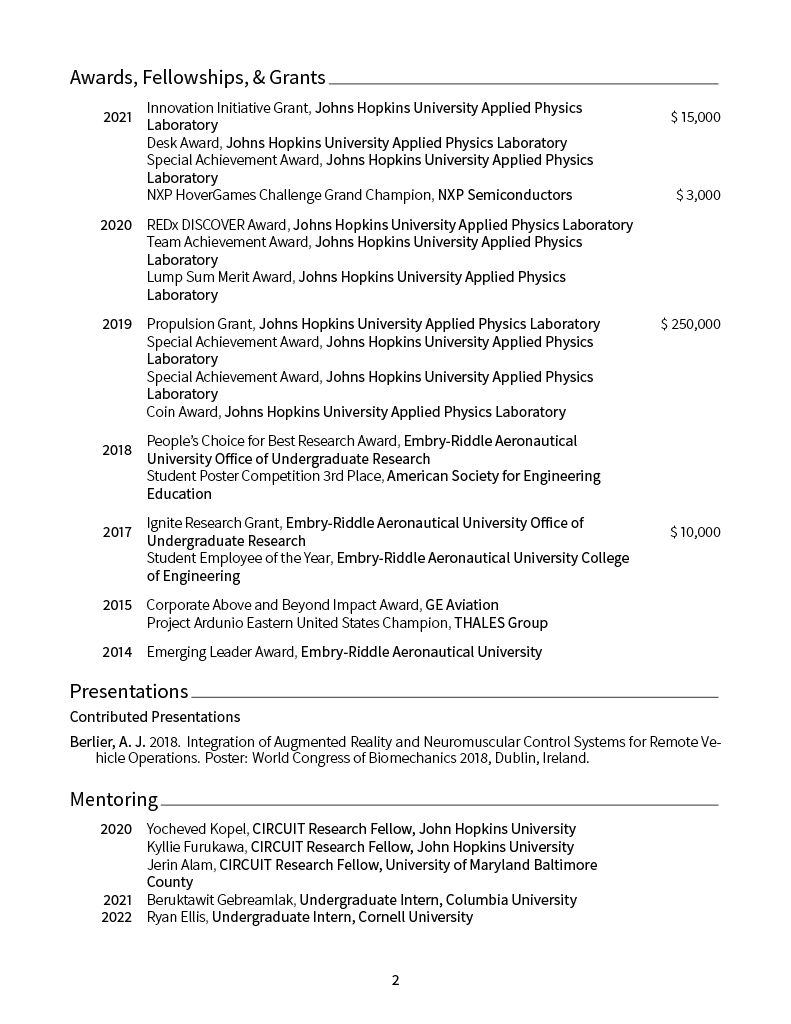 Awards, Fellowships, & Grants
2021 Innovation Initiative Grant, Johns Hopkins University Applied Physics Laboratory $ 15,000
Desk Award, Johns Hopkins University Applied Physics Laboratory
Special Achievement Award, Johns Hopkins University Applied Physics
Laboratory
NXP HoverGames Challenge Grand Champion, NXP Semiconductors $ 3,000
2020 REDx DISCOVER Award, Johns Hopkins University Applied Physics Laboratory
Team Achievement Award, Johns Hopkins University Applied Physics
Laboratory
Lump Sum Merit Award, Johns Hopkins University Applied Physics
Laboratory
2019 Propulsion Grant, Johns Hopkins University Applied Physics Laboratory $ 250,000
Special Achievement Award, Johns Hopkins University Applied Physics
Laboratory
Special Achievement Award, Johns Hopkins University Applied Physics
Laboratory
Coin Award, Johns Hopkins University Applied Physics Laboratory
2018 People's Choice for Best Research Award, Embry-Riddle Aeronautical
University Office of Undergraduate Research
Student Poster Competition 3rd Place, American Society for Engineering
Education
2017 Ignite Research Grant, Embry-Riddle Aeronautical University Office of
Undergraduate Research $ 10,000
Student Employee of the Year, Embry-Riddle Aeronautical University College
of Engineering
2015 Corporate Above and Beyond Impact Award, GE Aviation
Project Ardunio Eastern United States Champion, THALES Group
2014 Emerging Leader Award, Embry-Riddle Aeronautical University
Presentations
Contributed Presentations
Berlier, A. J. 2018. Integration of Augmented Reality and Neuromuscular Control Systems for Remote Ve-
hicle Operations. Poster: World Congress of Biomechanics 2018, Dublin, Ireland.
Mentoring
2020 Yocheved Kopel, CIRCUIT Research Fellow, John Hopkins University
Kyllie Furukawa, CIRCUIT Research Fellow, John Hopkins University
Jerin Alam, CIRCUIT Research Fellow, University of Maryland Baltimore
County
2021 Beruktawit Gebreamlak, Undergraduate Intern, Columbia University
2022 Ryan Ellis, Undergraduate Intern, Cornell University
2